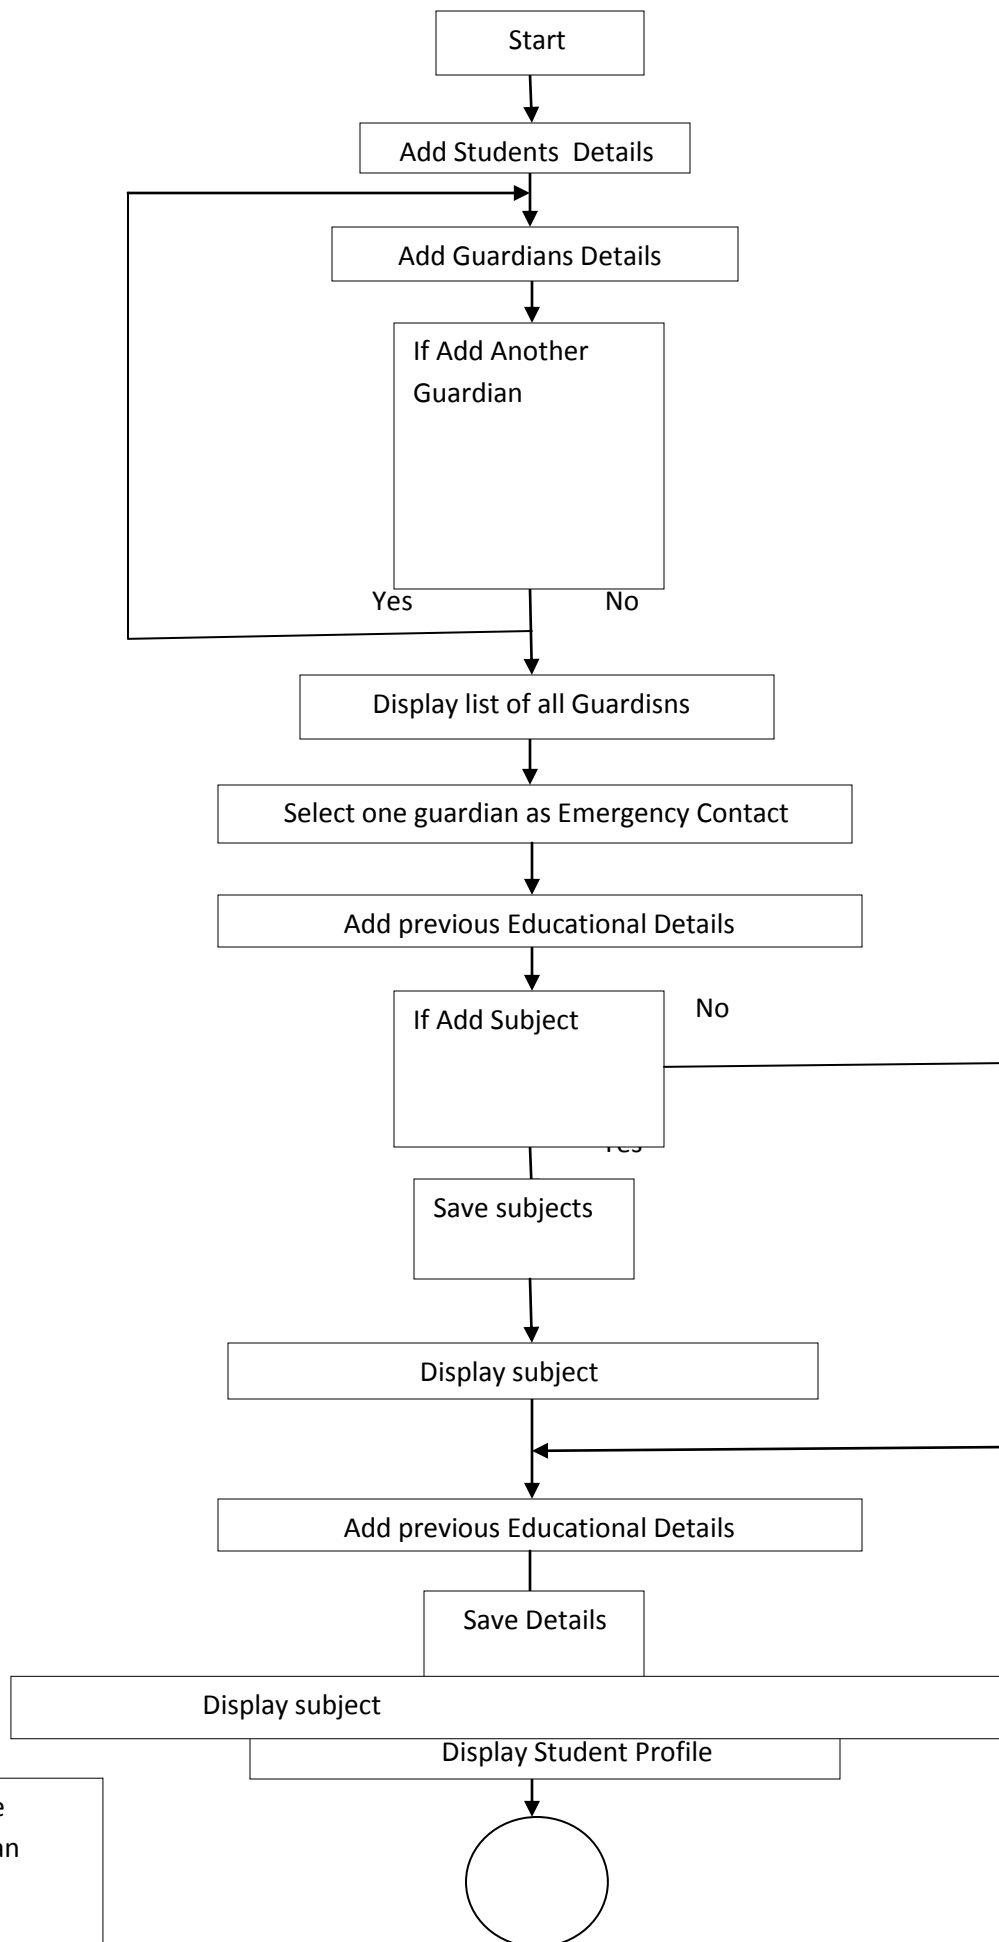 Start
Add Students  Details
Add Guardians Details
If Add Another
Guardian
Yes
No
Display list of all Guardisns
Select one guardian as Emergency Contact
Add previous Educational Details
If Add Subject
No
Yes
Save subjects
Display subject
Add previous Educational Details
Save Details
Display subject
Display Student Profile